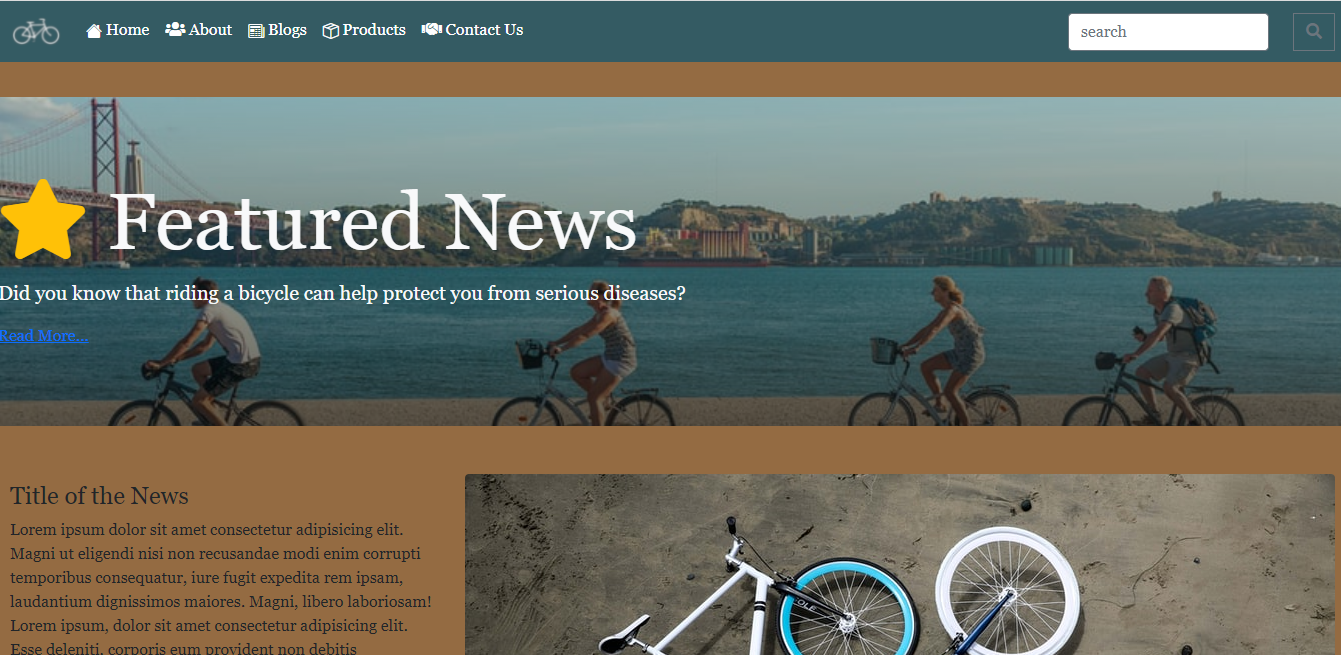 Home About Blogs Products Contact Us search
Featured News
Did you know that riding a bicycle can help protect you from serious diseases?
Read More...
Title of the News
Lorem ipsum dolor sit amet consectetur adipisicing elit.
Magni ut eligendi nisi non recusandae modi enim corrupti
temporibus consequatur, iure fugit expedita rem ipsam,
laudantium dignissimos maiores. Magni, libero laboriosam!
Lorem ipsum, dolor sit amet consectetur adipisicing elit.
Esse deleniti, corporis eum provident non debitis